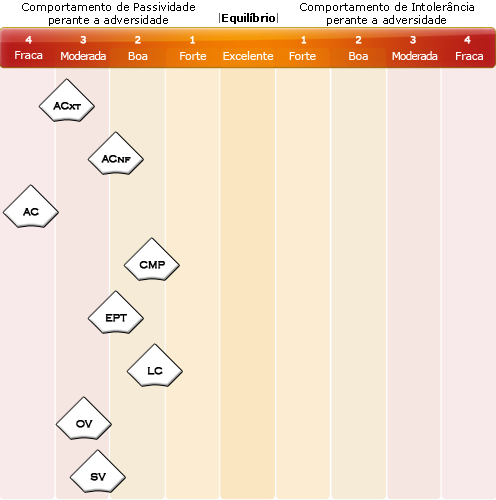 Comportamento de Passividade
perante a adversidade
|Equilíbrio|
Comportamento de Intolerância
perante a adversidade
4 3 2 1 1 2 3 4
Fraca Moderada Boa Forte Excelente Forte Boa Moderada Fraca
ACXT
ACNF
AC
CMP
EPT
LC
OV
SV